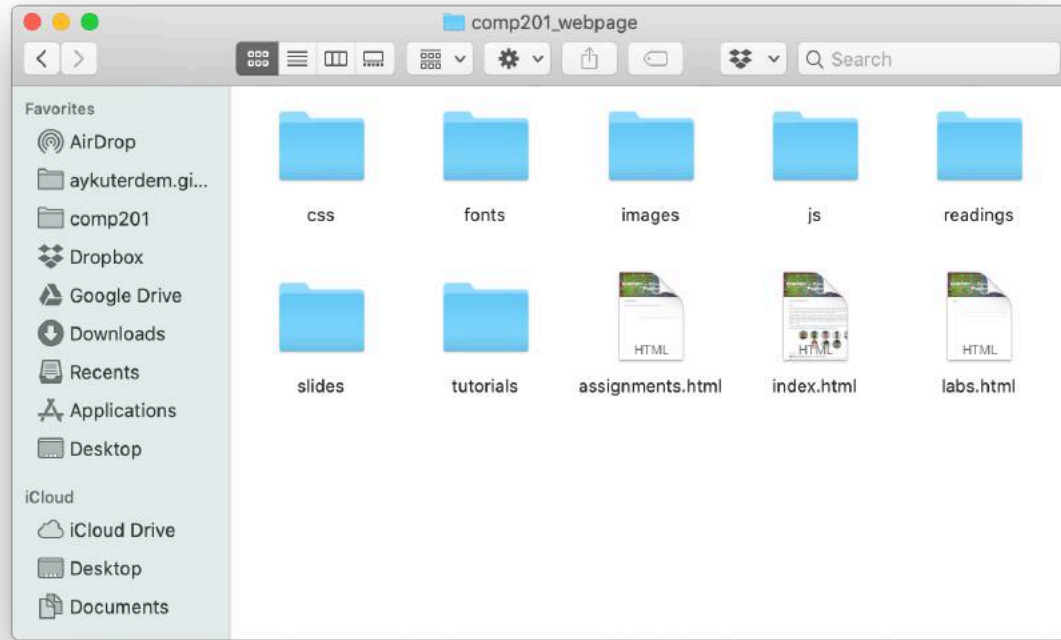 comp201_webpage
Search
Favorites
AirDrop
aykuterdem.gi...
comp201
Dropbox
Google Drive
Downloads
Recents
Applications
Desktop
iCloud
iCloud Drive
Desktop
Documents
css fonts images js readings
HTML HTML HTML
slides tutorials assignments.html index.html labs.html